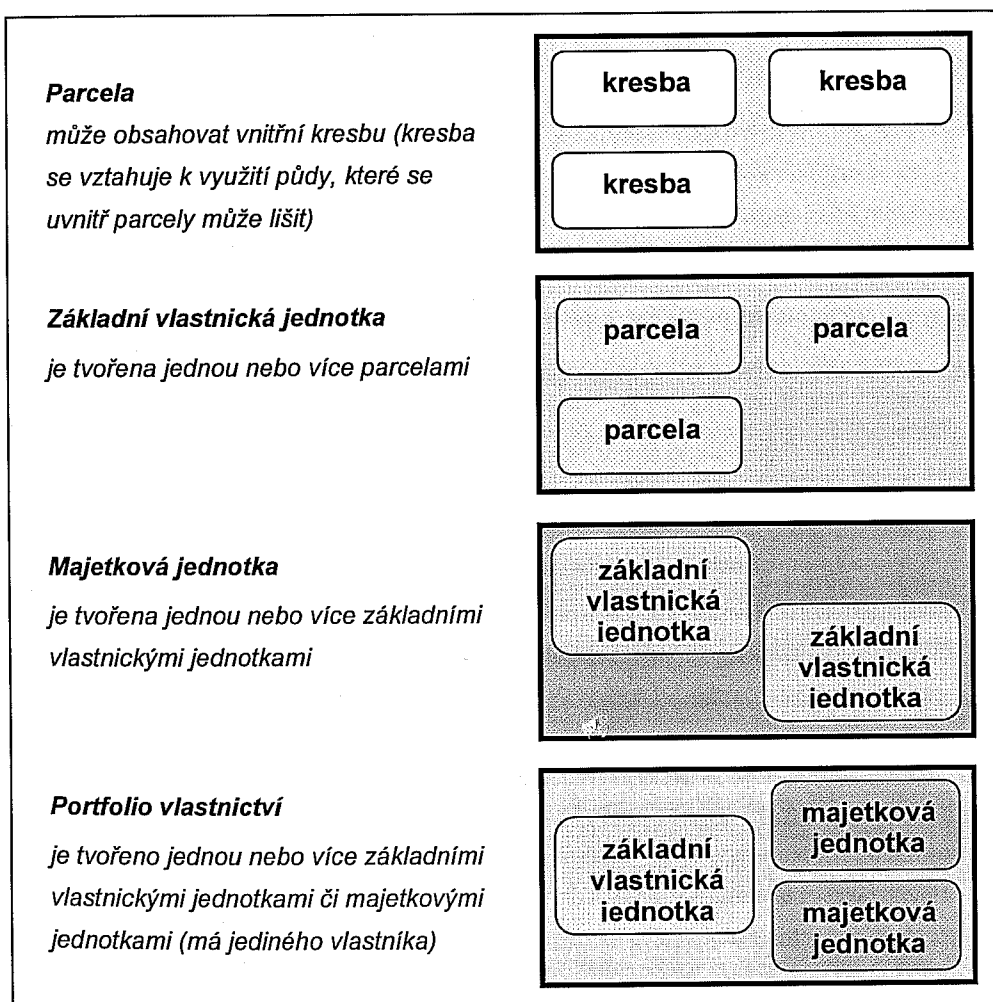 Parcela
může obsahovat vnitřní kresbu (kresba
se vztahuje k využití půdy, které se
uvnitř parcely může lišit)
kresba
kresba
kresba
Základní vlastnická jednotka
je tvořena jednou nebo více parcelami
parcela
parcela
parcela
Majetková jednotka
je tvořena jednou nebo více základními
vlastnickými jednotkami
základní
vlastnická
jednotka
základní
vlastnická
jednotka
Portfolio vlastnictví
je tvořeno jednou nebo více základními
vlastnickými jednotkami či majetkovými
jednotkami (má jediného vlastníka)
základní
vlastnická
jednotka
majetková
jednotka
majetková
jednotka